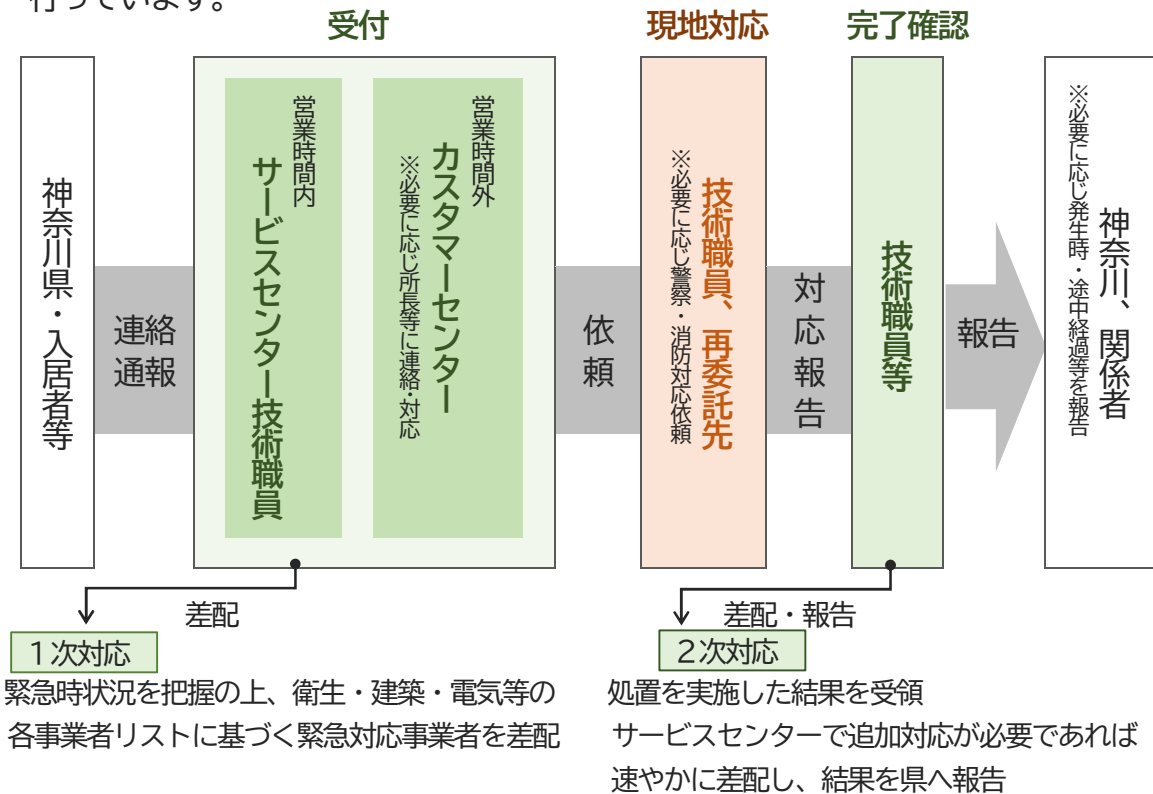 行っています。
受付
現地対応
完了確認
神奈川県・入居者等
連絡
通報
営業時間内
サービスセンター技術職員
営業時間外
カスタマーセンター
※必要に応じ所長等に連絡・対応
依
頼
技術職員、再委託先
※必要に応じ警察・消防対応依頼
対
応
報
告
技術職員等
報告
神奈川、関係者
※必要に応じ発生時・途中経過等を報告
差配
1次対応
緊急時状況を把握の上、衛生・建築・電気等の
各事業者リストに基づく緊急対応事業者を差配
差配・報告
2次対応
処置を実施した結果を受領
サービスセンターで追加対応が必要であれば
速やかに差配し、結果を県へ報告